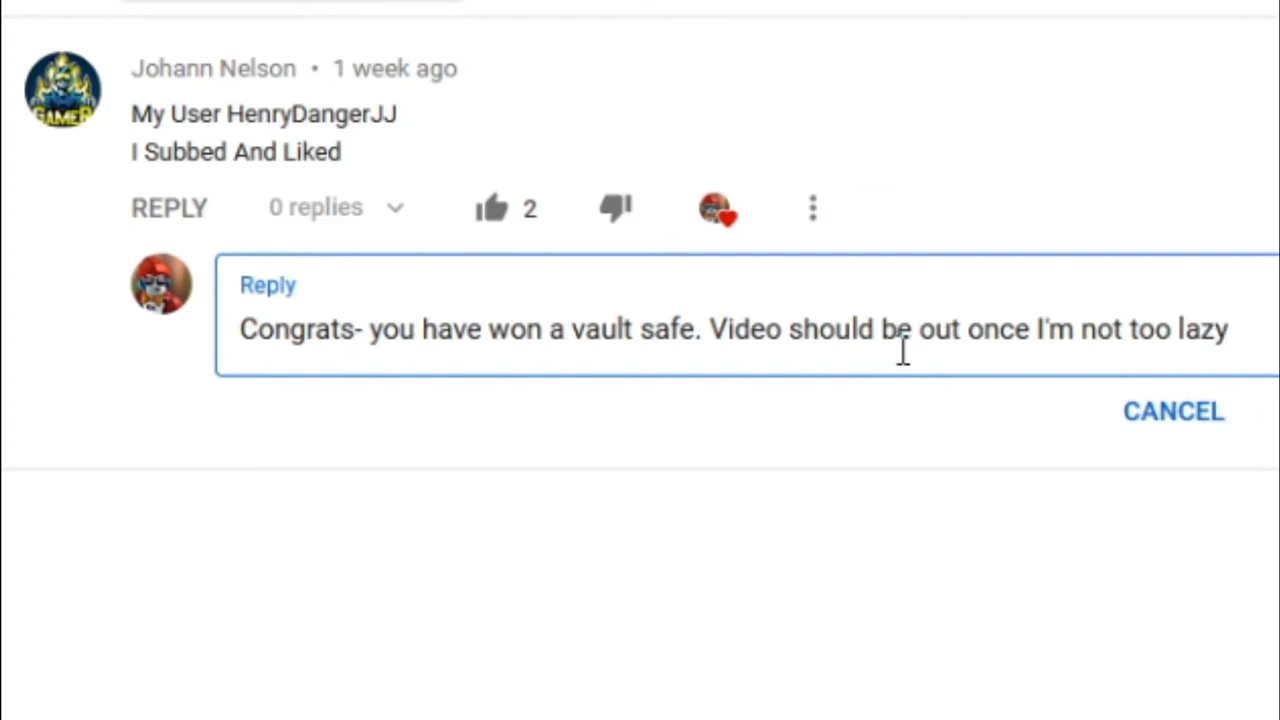 GAMER
Johann Nelson • 1 week ago
My User HenryDangerJJ
I Subbed And Liked
REPLY 0 replies 2
Reply
Congrats- you have won a vault safe. Video should be out once I'm not too lazy
CANCEL